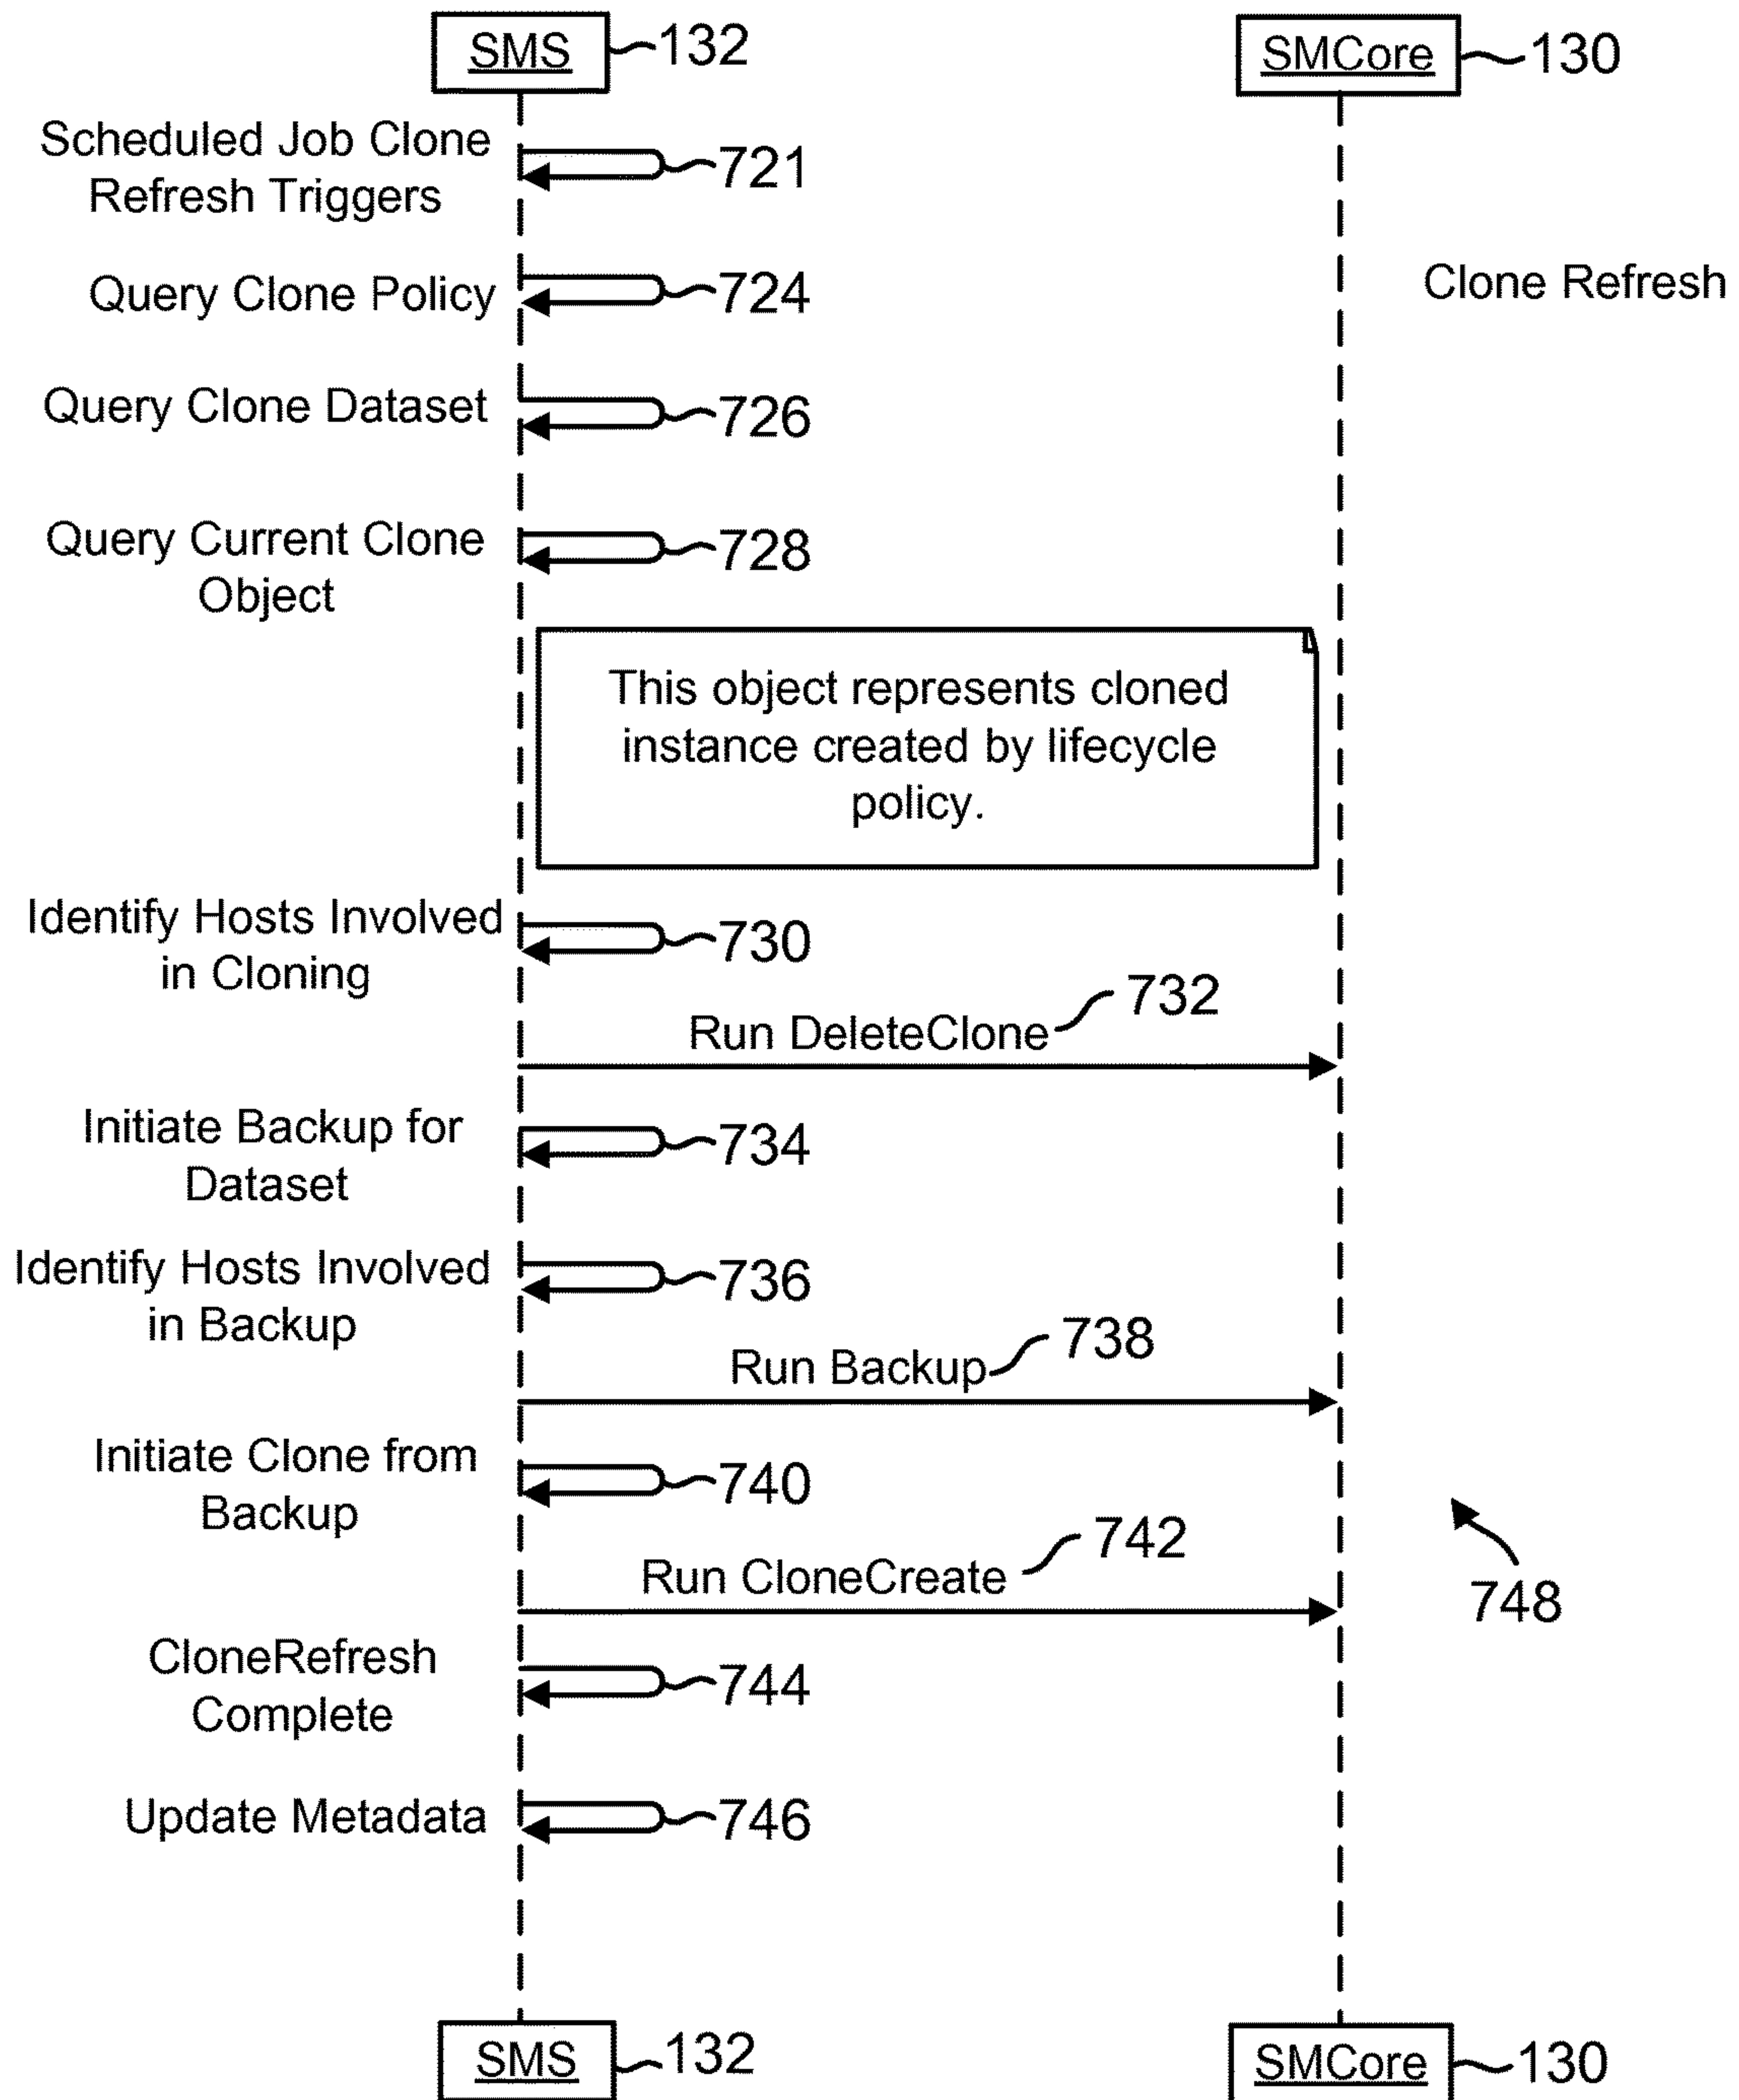 SMS 132
SMCore 130
Scheduled Job Clone
Refresh Triggers
721
Query Clone Policy
724
Clone Refresh
Query Clone Dataset
726
Query Current Clone
Object
728
This object represents cloned
instance created by lifecycle
policy.
Identify Hosts Involved
in Cloning
730
Run DeleteClone
732
Initiate Backup for
Dataset
734
Identify Hosts Involved
in Backup
736
Run Backup
738
Initiate Clone from
Backup
740
Run CloneCreate
742
748
CloneRefresh
Complete
744
Update Metadata
746
SMS 132
SMCore 130